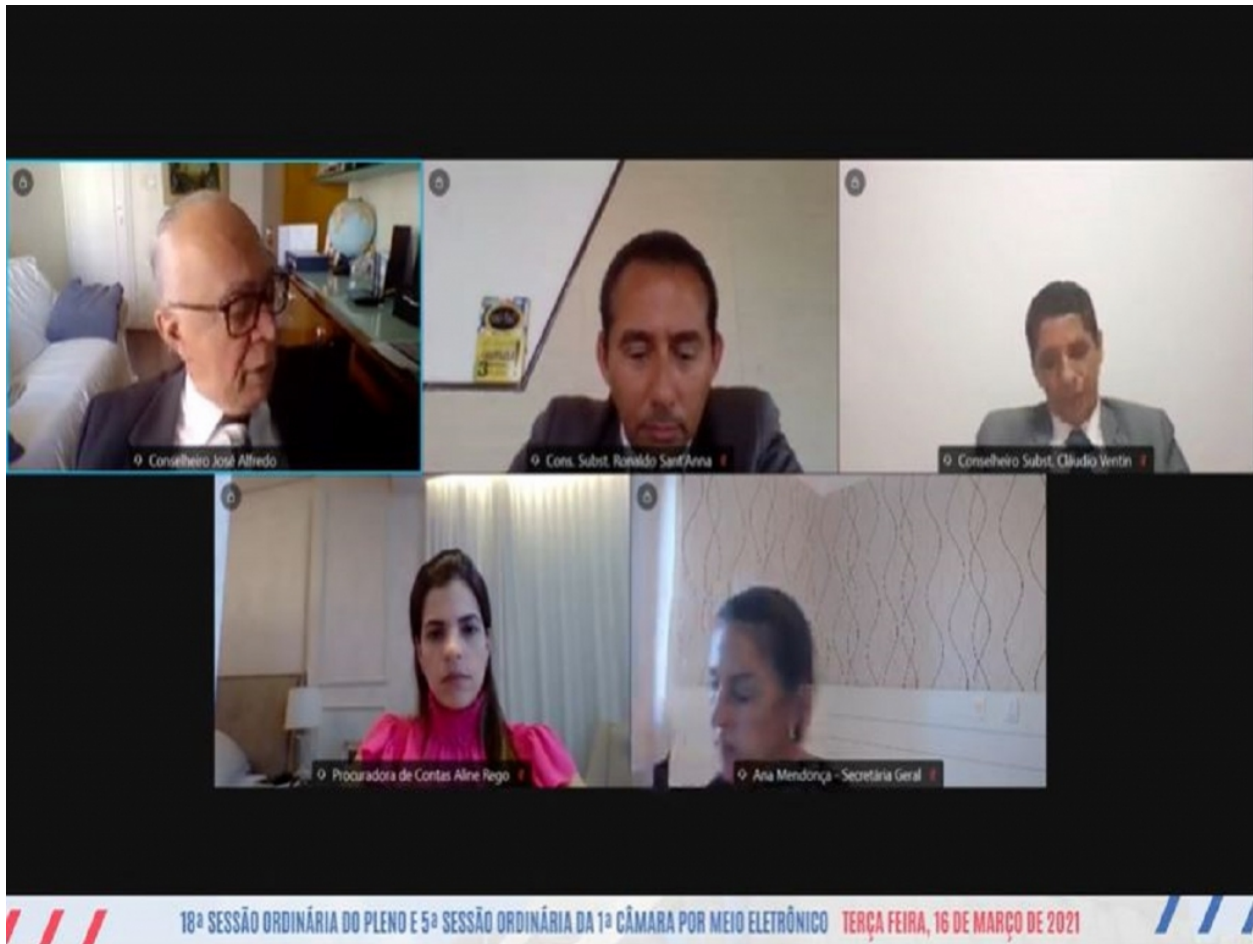 Conselheiro José Alfredo
Cons. Subst. Ronaldo Sant'Anna
Conselheiro Subst. Cláudio Ventin
Procuradora de Contas Aline Rego
Ana Mendonça - Secretária Geral
18ª SESSÃO ORDINÁRIA DO PLENO E 5ª SESSÃO ORDINÁRIA DA 1ª CÂMARA POR MEIO ELETRÔNICO TERÇA FEIRA, 16 DE MARÇO DE 2021